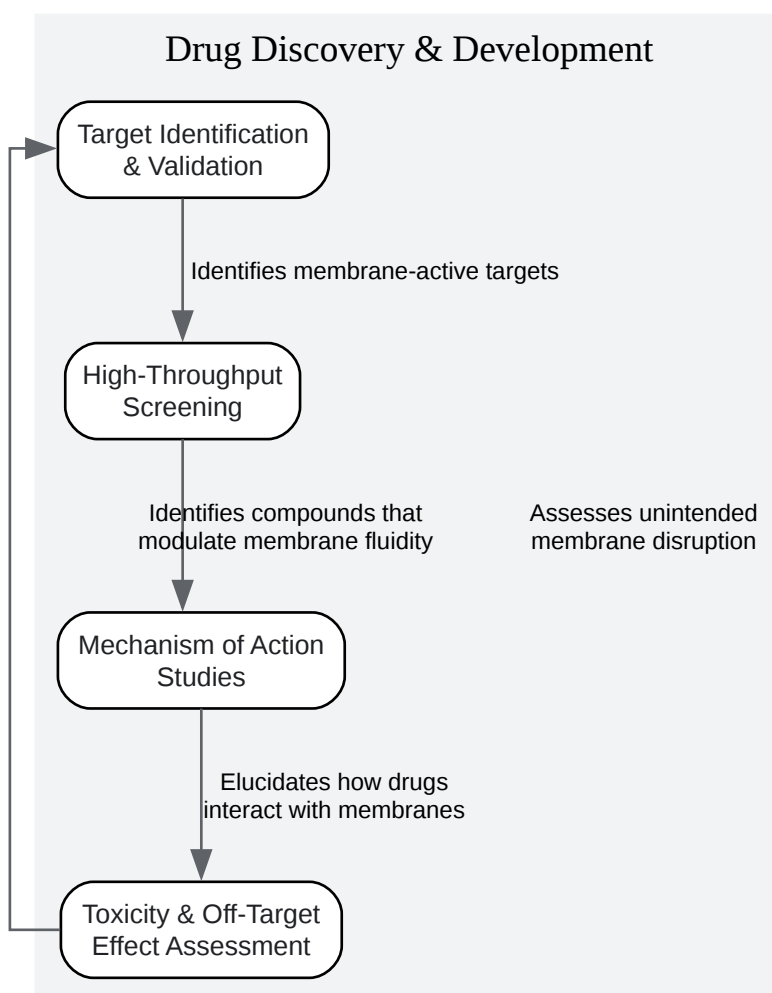 Drug Discovery & Development
Target Identification
& Validation
Identifies membrane-active targets
High-Throughput
Screening
Identifies compounds that
modulate membrane fluidity
Assesses unintended
membrane disruption
Mechanism of Action
Studies
Elucidates how drugs
interact with membranes
Toxicity & Off-Target
Effect Assessment